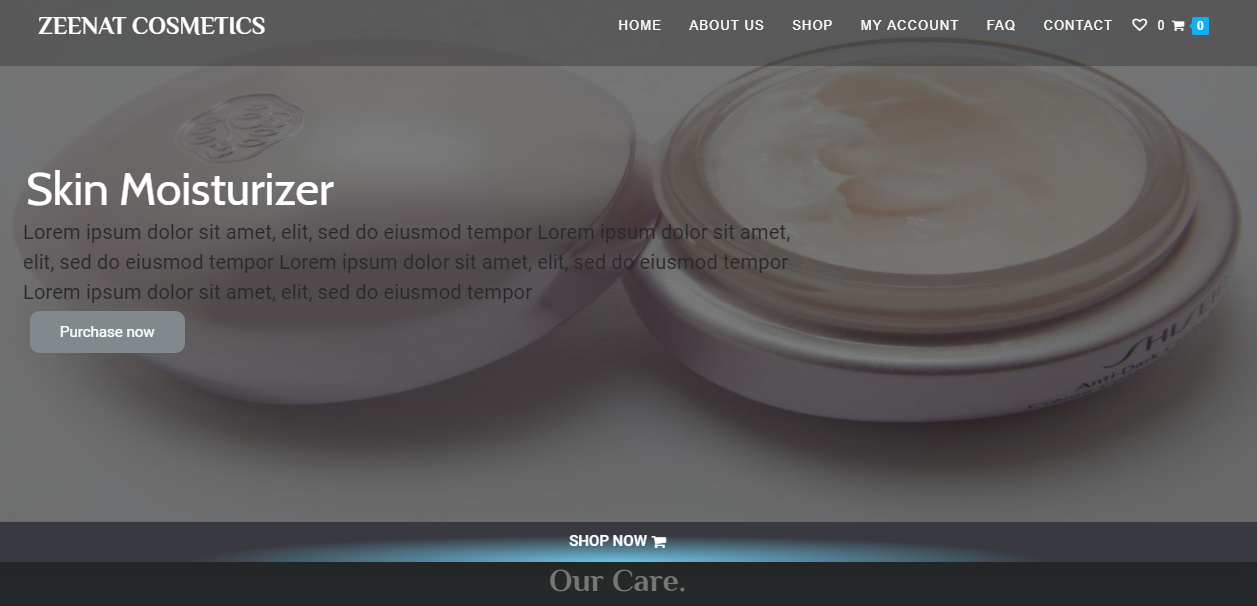 ZEENAT COSMETICS
HOME ABOUT US SHOP MY ACCOUNT FAQ CONTACT 0 0
Skin Moisturizer
Lorem ipsum dolor sit amet, elit, sed do eiusmod tempor Lorem ipsum dolor sit amet,
elit, sed do eiusmod tempor Lorem ipsum dolor sit amet, elit, sed do eiusmod tempor
Lorem ipsum dolor sit amet, elit, sed do eiusmod tempor
Purchase now
Anti-Dark
SHOP NOW
Our Care.